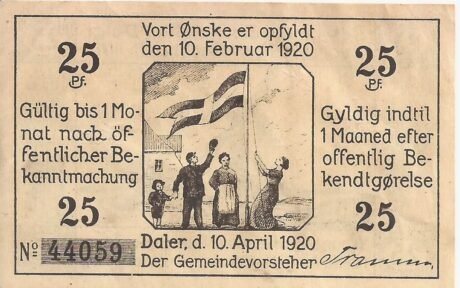 Vort Ønske er opfyldt
den 10. Februar 1920
25
Pf.
Gültig bis 1 Mo-
nat nach öf-
fentlicher Be-
kanntmachung
25
25
Pf.
Gyldig indtil
1 Maaned efter
offentlig Be-
kendtgørelse
25
No: 44059
Daler, d. 10. April 1920
Der Gemeindevorsteher